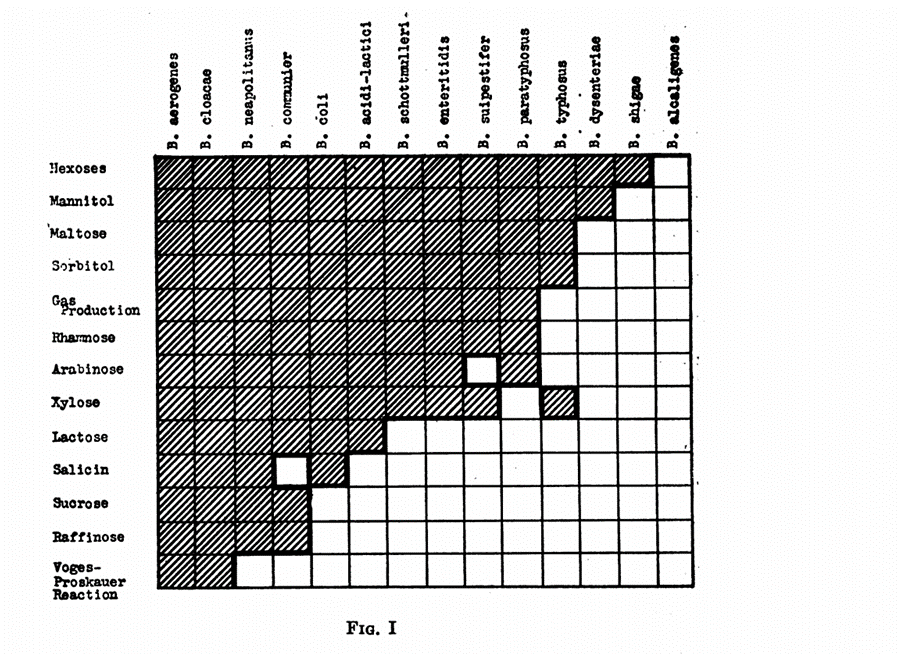 B. aerogenes
B. cloacae
B. neapolitanus
B. communior
B. coli
B. acidi-lactici
B. schottmulleri
B. enteritidis
B. suipestifer
B. paratyphosus
B. typhosus
B. dysenteriae
B. shigae
B. alcaligenes
Hexoses
Mannitol
Maltose
Sorbitol
Gas
Production
Rhamnose
Arabinose
Xylose
Lactose
Salicin
Sucrose
Raffinose
Voges-
Proskauer
Reaction
FIG. I